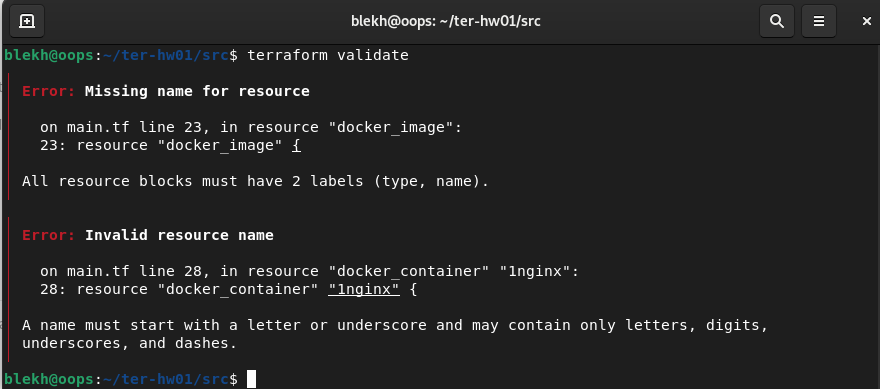 blekh@oops: ~/ter-hw01/src
blekh@oops:~/ter-hw01/src$ terraform validate
Error: Missing name for resource
on main.tf line 23, in resource "docker_image":
23: resource "docker_image" {
All resource blocks must have 2 labels (type, name).
Error: Invalid resource name
on main.tf line 28, in resource "docker_container" "1nginx":
28: resource "docker_container" "1nginx" {
A name must start with a letter or underscore and may contain only letters, digits,
underscores, and dashes.
blekh@oops:~/ter-hw01/src$